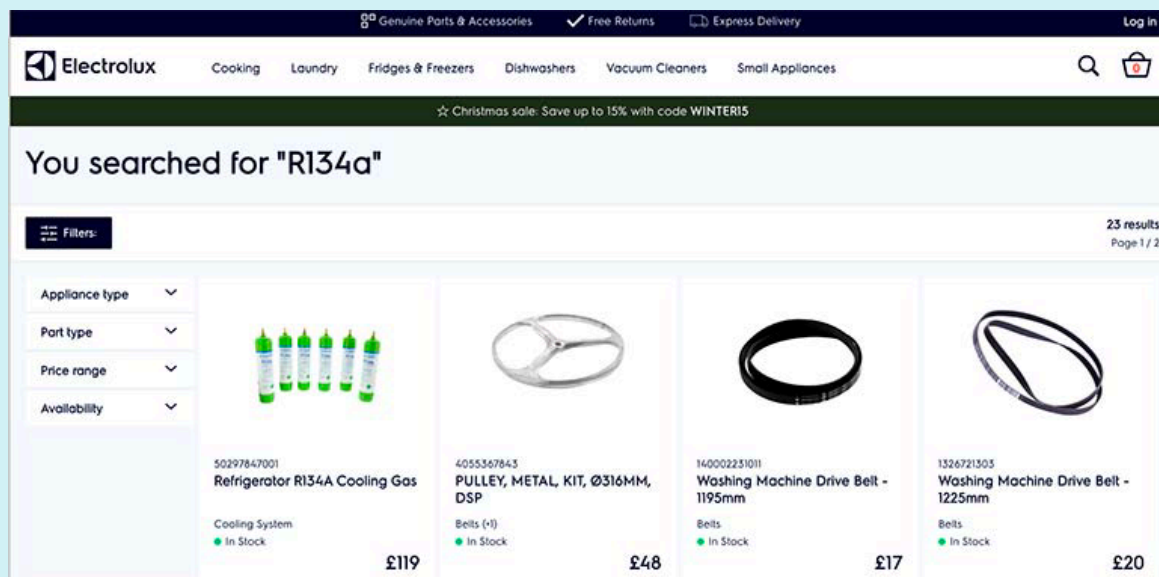 Genuine Parts & Accessories Free Returns Express Delivery Log in
Electrolux Cooking Laundry Fridges & Freezers Dishwashers Vacuum Cleaners Small Appliances 0
☆ Christmas sale: Save up to 15% with code WINTER15
You searched for "R134a"
Filters:
23 results
Page 1 / 2
Appliance type
Part type
Price range
Availability
50297847001
Refrigerator R134A Cooling Gas
Cooling System
In Stock
£119
4055367843
PULLEY, METAL, KIT, Ø316MM,
DSP
Belts (+1)
In Stock
£48
140002231011
Washing Machine Drive Belt -
1195mm
Belts
In Stock
£17
1326721303
Washing Machine Drive Belt -
1225mm
Belts
In Stock
£20